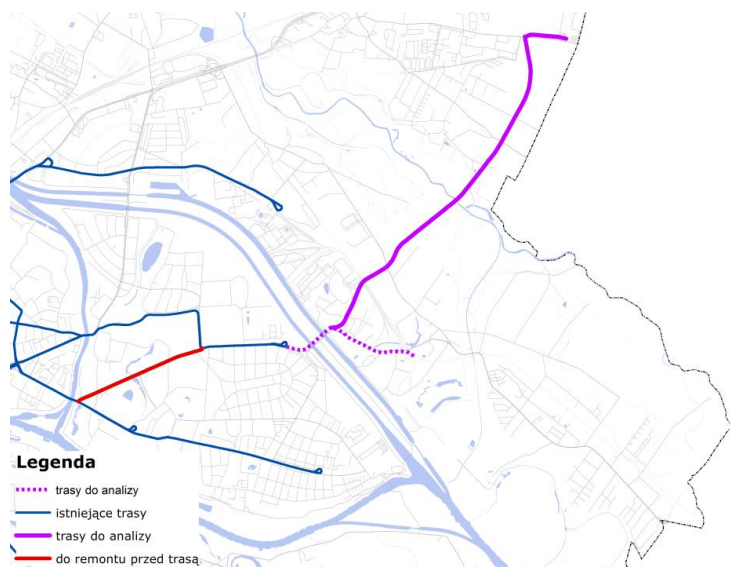 Legenda
trasy do analizy
istniejące trasy
trasy do analizy
do remontu przed trasą